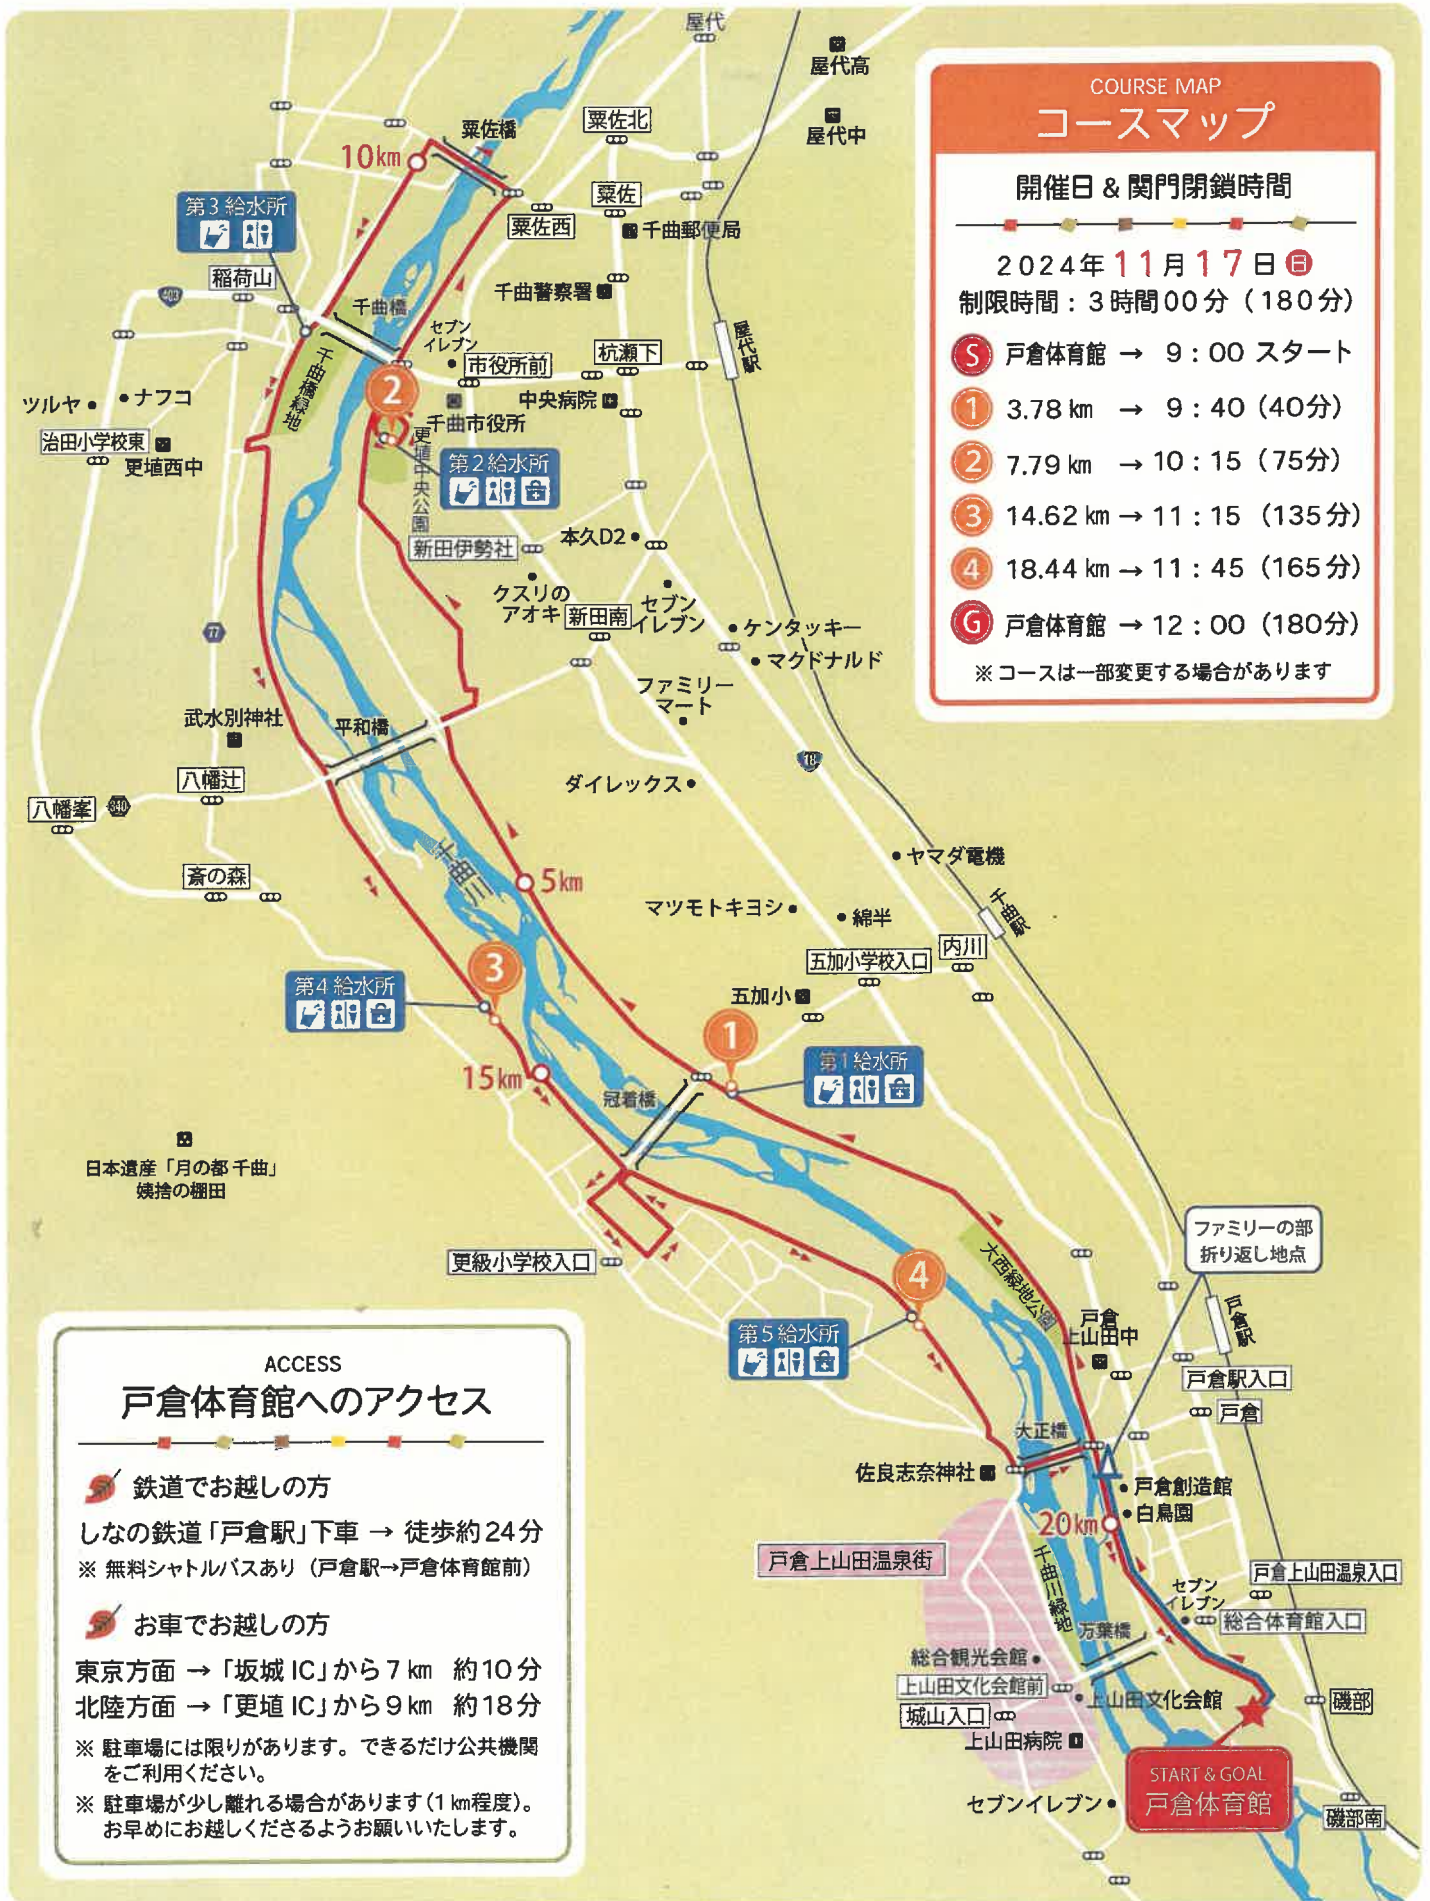 COURSE MAP
コースマップ
開催日 & 関門閉鎖時間
2024年11月17日 日
制限時間：3時間00分（180分）
S 戸倉体育館 → 9：00 スタート
1 3.78 km → 9：40（40分）
2 7.79 km → 10：15（75分）
3 14.62 km → 11：15（135分）
4 18.44 km → 11：45（165分）
G 戸倉体育館 → 12：00（180分）
※ コースは一部変更する場合があります
屋代
屋代高
屋代中
粟佐北
粟佐橋
10km
粟佐
粟佐西
千曲郵便局
第3給水所
稲荷山
403
千曲橋
千曲警察署
セブン
イレブン
市役所前
杭瀬下
屋代駅
千曲橋緑地
2
中央病院
千曲市役所
ツルヤ
ナフコ
治田小学校東
更埴西中
更埴中央公園
第2給水所
新田伊勢社
本久D2
クスリの
アオキ
新田南
セブン
イレブン
ケンタッキー
マクドナルド
77
ファミリー
マート
武水別神社
平和橋
18
八幡辻
ダイレックス
八幡峯
340
斎の森
千曲川
5km
ヤマダ電機
マツモトキヨシ
綿半
千曲駅
五加小学校入口
内川
3
第4給水所
五加小
1
第1給水所
15km
冠着橋
日本遺産「月の都 千曲」
姨捨の棚田
更級小学校入口
ファミリーの部
折り返し地点
大西緑地公園
4
第5給水所
戸倉
上山田中
戸倉駅
戸倉駅入口
戸倉
大正橋
佐良志奈神社
戸倉創造館
白鳥園
20km
戸倉上山田温泉街
千曲川緑地
戸倉上山田温泉入口
セブン
イレブン
総合体育館入口
万葉橋
総合観光会館
上山田文化会館前
上山田文化会館
城山入口
上山田病院
磯部
START & GOAL
戸倉体育館
セブンイレブン
磯部南
ACCESS
戸倉体育館へのアクセス
鉄道でお越しの方
しなの鉄道「戸倉駅」下車 → 徒歩約24分
※ 無料シャトルバスあり（戸倉駅→戸倉体育館前）
お車でお越しの方
東京方面 →「坂城 IC」から7 km 約10分
北陸方面 →「更埴 IC」から9 km 約18分
※ 駐車場には限りがあります。できるだけ公共機関
をご利用ください。
※ 駐車場が少し離れる場合があります（1 km程度）。
お早めにお越しくださるようお願いいたします。